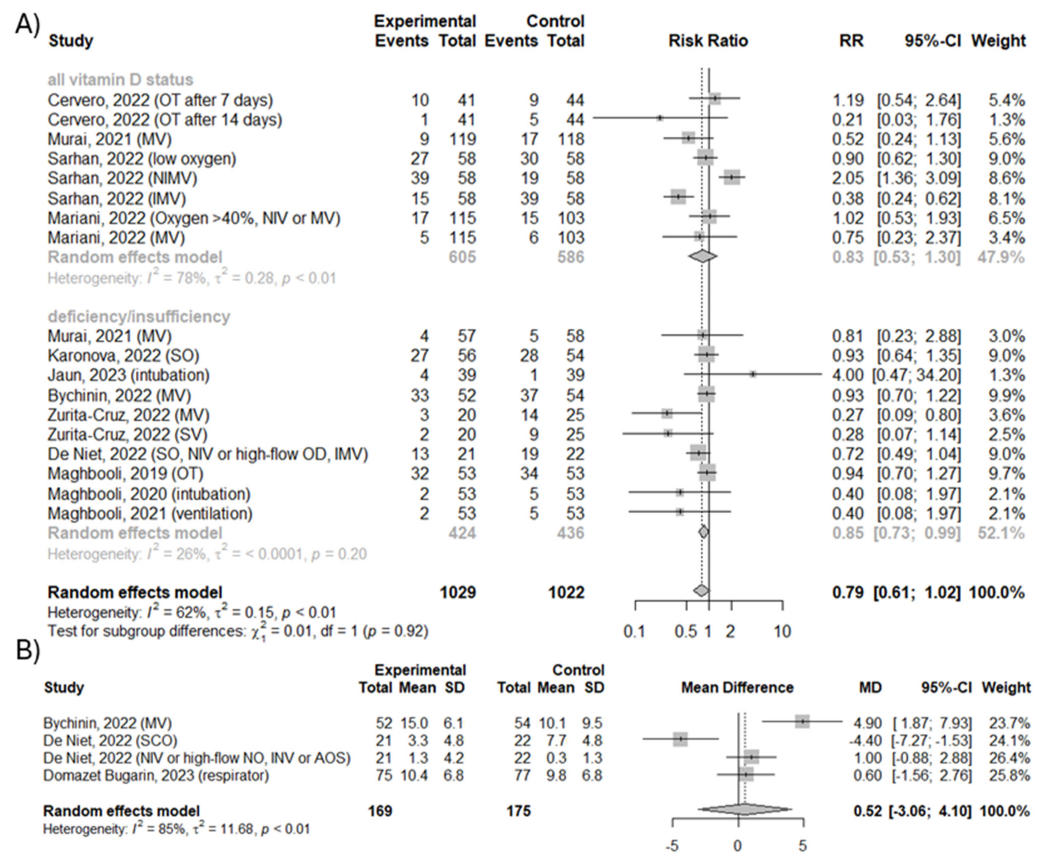 A)
Experimental Control
Study Events Total Events Total Risk Ratio RR 95%-CI Weight
all vitamin D status
Cervero, 2022 (OT after 7 days) 10 41 9 44 1.19 [0.54; 2.64] 5.4%
Cervero, 2022 (OT after 14 days) 1 41 5 44 0.21 [0.03; 1.76] 1.3%
Murai, 2021 (MV) 9 119 17 118 0.52 [0.24; 1.13] 5.6%
Sarhan, 2022 (low oxygen) 27 58 30 58 0.90 [0.62; 1.30] 9.0%
Sarhan, 2022 (NIMV) 39 58 19 58 2.05 [1.36; 3.09] 8.6%
Sarhan, 2022 (IMV) 15 58 39 58 0.38 [0.24; 0.62] 8.1%
Mariani, 2022 (Oxygen >40%, NIV or MV) 17 115 15 103 1.02 [0.53; 1.93] 6.5%
Mariani, 2022 (MV) 5 115 6 103 0.75 [0.23; 2.37] 3.4%
Random effects model 605 586 0.83 [0.53; 1.30] 47.9%
Heterogeneity: I² = 78%, τ² = 0.28, p < 0.01
deficiency/insufficiency
Murai, 2021 (MV) 4 57 5 58 0.81 [0.23; 2.88] 3.0%
Karonova, 2022 (SO) 27 56 28 54 0.93 [0.64; 1.35] 9.0%
Jaun, 2023 (intubation) 4 39 1 39 4.00 [0.47; 34.20] 1.3%
Bychinin, 2022 (MV) 33 52 37 54 0.93 [0.70; 1.22] 9.9%
Zurita-Cruz, 2022 (MV) 3 20 14 25 0.27 [0.09; 0.80] 3.6%
Zurita-Cruz, 2022 (SV) 2 20 9 25 0.28 [0.07; 1.14] 2.5%
De Niet, 2022 (SO, NIV or high-flow OD, IMV) 13 21 19 22 0.72 [0.49; 1.04] 9.0%
Maghbooli, 2019 (OT) 32 53 34 53 0.94 [0.70; 1.27] 9.7%
Maghbooli, 2020 (intubation) 2 53 5 53 0.40 [0.08; 1.97] 2.1%
Maghbooli, 2021 (ventilation) 2 53 5 53 0.40 [0.08; 1.97] 2.1%
Random effects model 424 436 0.85 [0.73; 0.99] 52.1%
Heterogeneity: I² = 26%, τ² = < 0.0001, p = 0.20
Random effects model 1029 1022 0.79 [0.61; 1.02] 100.0%
Heterogeneity: I² = 62%, τ² = 0.15, p < 0.01
Test for subgroup differences: χ²₁ = 0.01, df = 1 (p = 0.92)
0.1 0.5 1 2 10
B)
Experimental Control
Study Total Mean SD Total Mean SD Mean Difference MD 95%-CI Weight
Bychinin, 2022 (MV) 52 15.0 6.1 54 10.1 9.5 4.90 [ 1.87; 7.93] 23.7%
De Niet, 2022 (SCO) 21 3.3 4.8 22 7.7 4.8 -4.40 [-7.27; -1.53] 24.1%
De Niet, 2022 (NIV or high-flow NO, INV or AOS) 21 1.3 4.2 22 0.3 1.3 1.00 [-0.88; 2.88] 26.4%
Domazet Bugarin, 2023 (respirator) 75 10.4 6.8 77 9.8 6.8 0.60 [-1.56; 2.76] 25.8%
Random effects model 169 175 0.52 [-3.06; 4.10] 100.0%
Heterogeneity: I² = 85%, τ² = 11.68, p < 0.01
-5 0 5